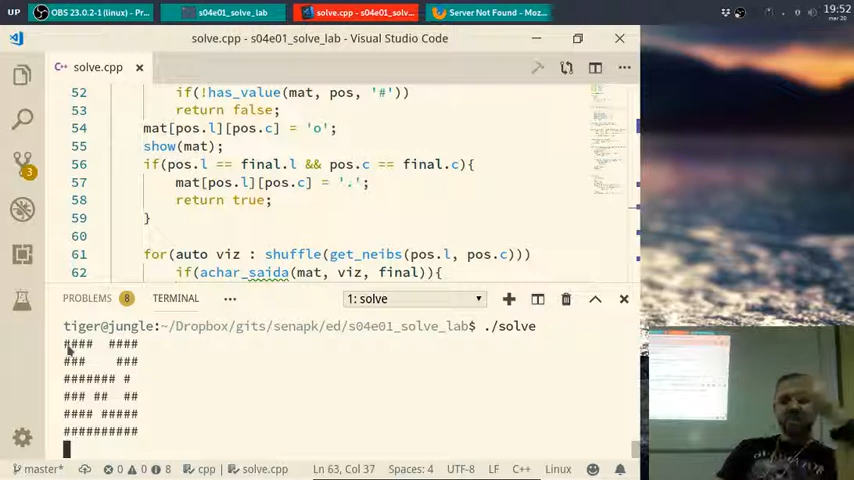 UP OBS 23.0.2-1 (linux) - Pr... s04e01_solve_lab solve.cpp - s04e01_solv... Server Not Found - Moz... 19:52
mar 20
solve.cpp - s04e01_solve_lab - Visual Studio Code
solve.cpp
52 if(!has_value(mat, pos, '#'))
53 return false;
54 mat[pos.l][pos.c] = 'o';
55 show(mat);
56 if(pos.l == final.l && pos.c == final.c){
57 mat[pos.l][pos.c] = '.';
58 return true;
59 }
60
61 for(auto viz : shuffle(get_neibs(pos.l, pos.c)))
62 if(achar_saida(mat, viz, final)){
PROBLEMS 8 TERMINAL ... 1: solve
tiger@jungle:~/Dropbox/gits/senapk/ed/s04e01_solve_lab$ ./solve
####  ####
###    ###
####### #
### ##  ##
#### #####
##########
3
master* 0 0 8 cpp solve.cpp Ln 63, Col 37 Spaces: 4 UTF-8 LF C++ Linux